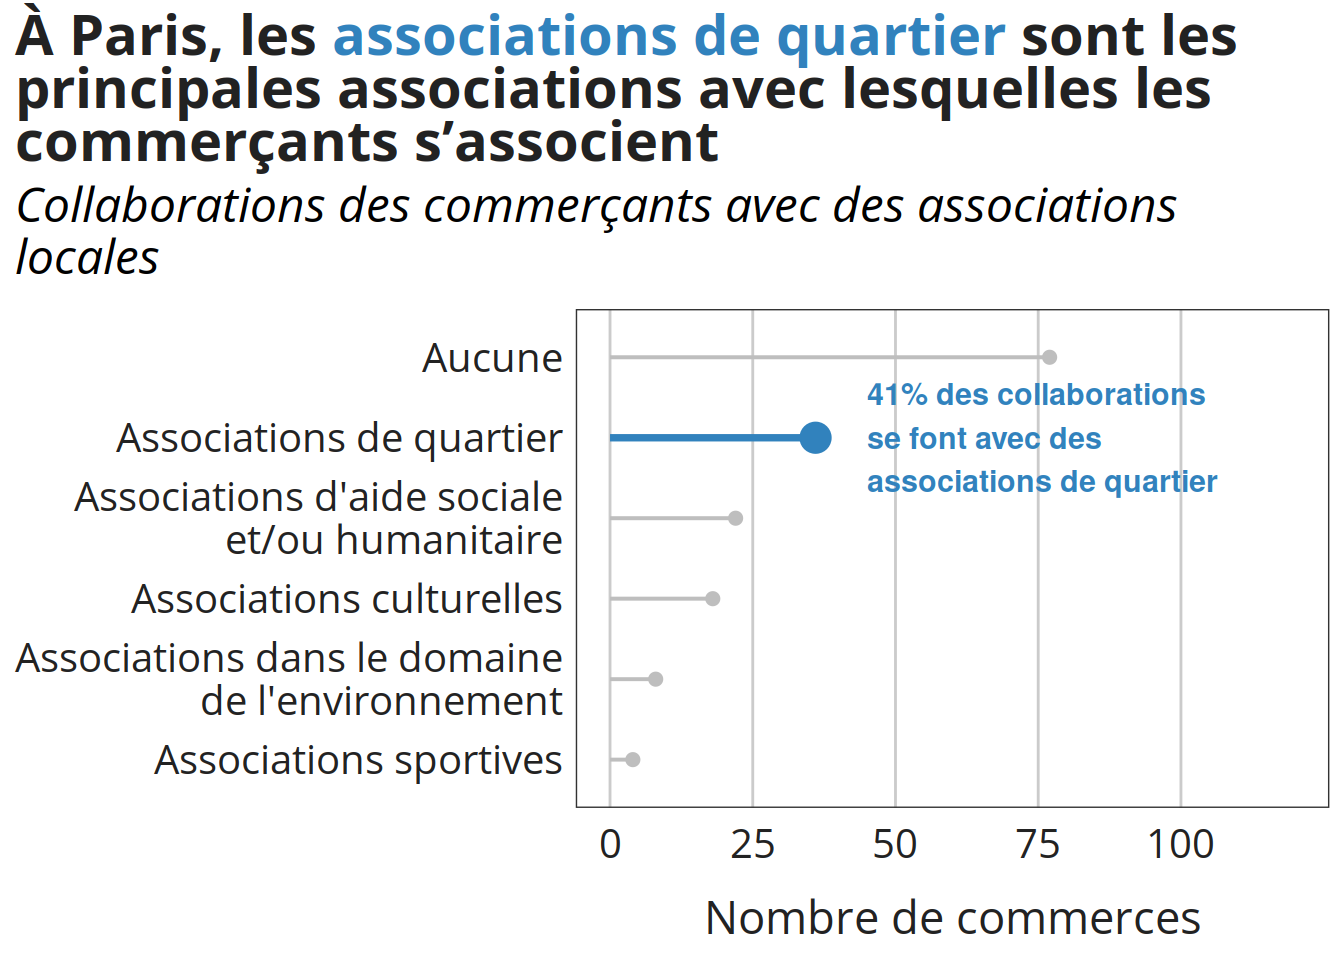 À Paris, les associations de quartier sont les
principales associations avec lesquelles les
commerçants s’associent
Collaborations des commerçants avec des associations
locales
Aucune
41% des collaborations
se font avec des
associations de quartier
Associations de quartier
Associations d'aide sociale
et/ou humanitaire
Associations culturelles
Associations dans le domaine
de l'environnement
Associations sportives
0 25 50 75 100
Nombre de commerces